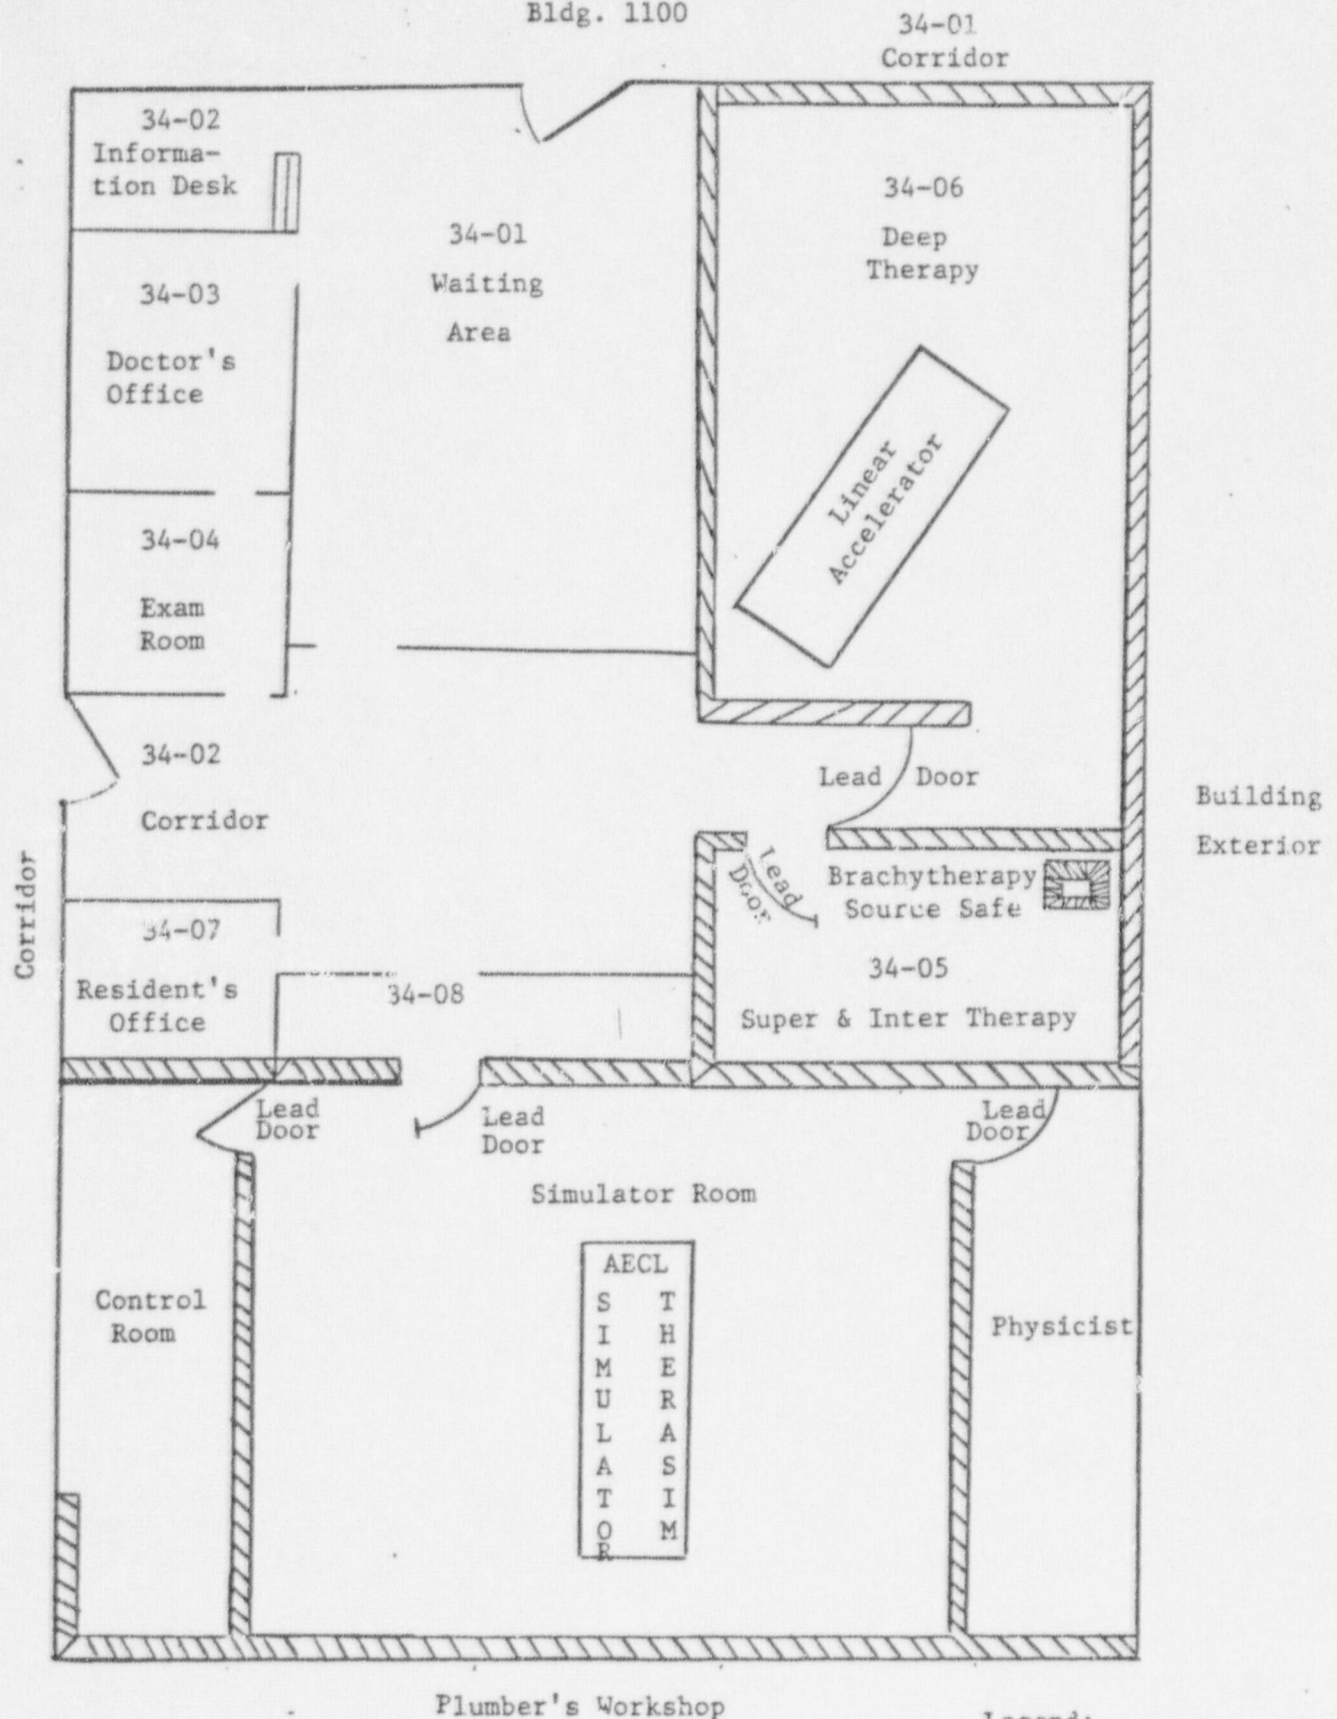 Bldg. 1100
34-01
Corridor
34-02
Informa-
tion Desk
34-03
Doctor's
Office
34-04
Exam
Room
34-01
Waiting
Area
34-06
Deep
Therapy
Linear
Accelerator
34-02
Corridor
Corridor
Lead Door
Building
Exterior
Lead
Door
Brachytherapy
Source Safe
34-05
Super & Inter Therapy
34-07
Resident's
Office
34-08
Lead
Door
Lead
Door
Lead
Door
Simulator Room
Control
Room
AECL
S T
I H
M E
U R
L A
A S
T I
O M
R
Physicist
Plumber's Workshop
Legend: